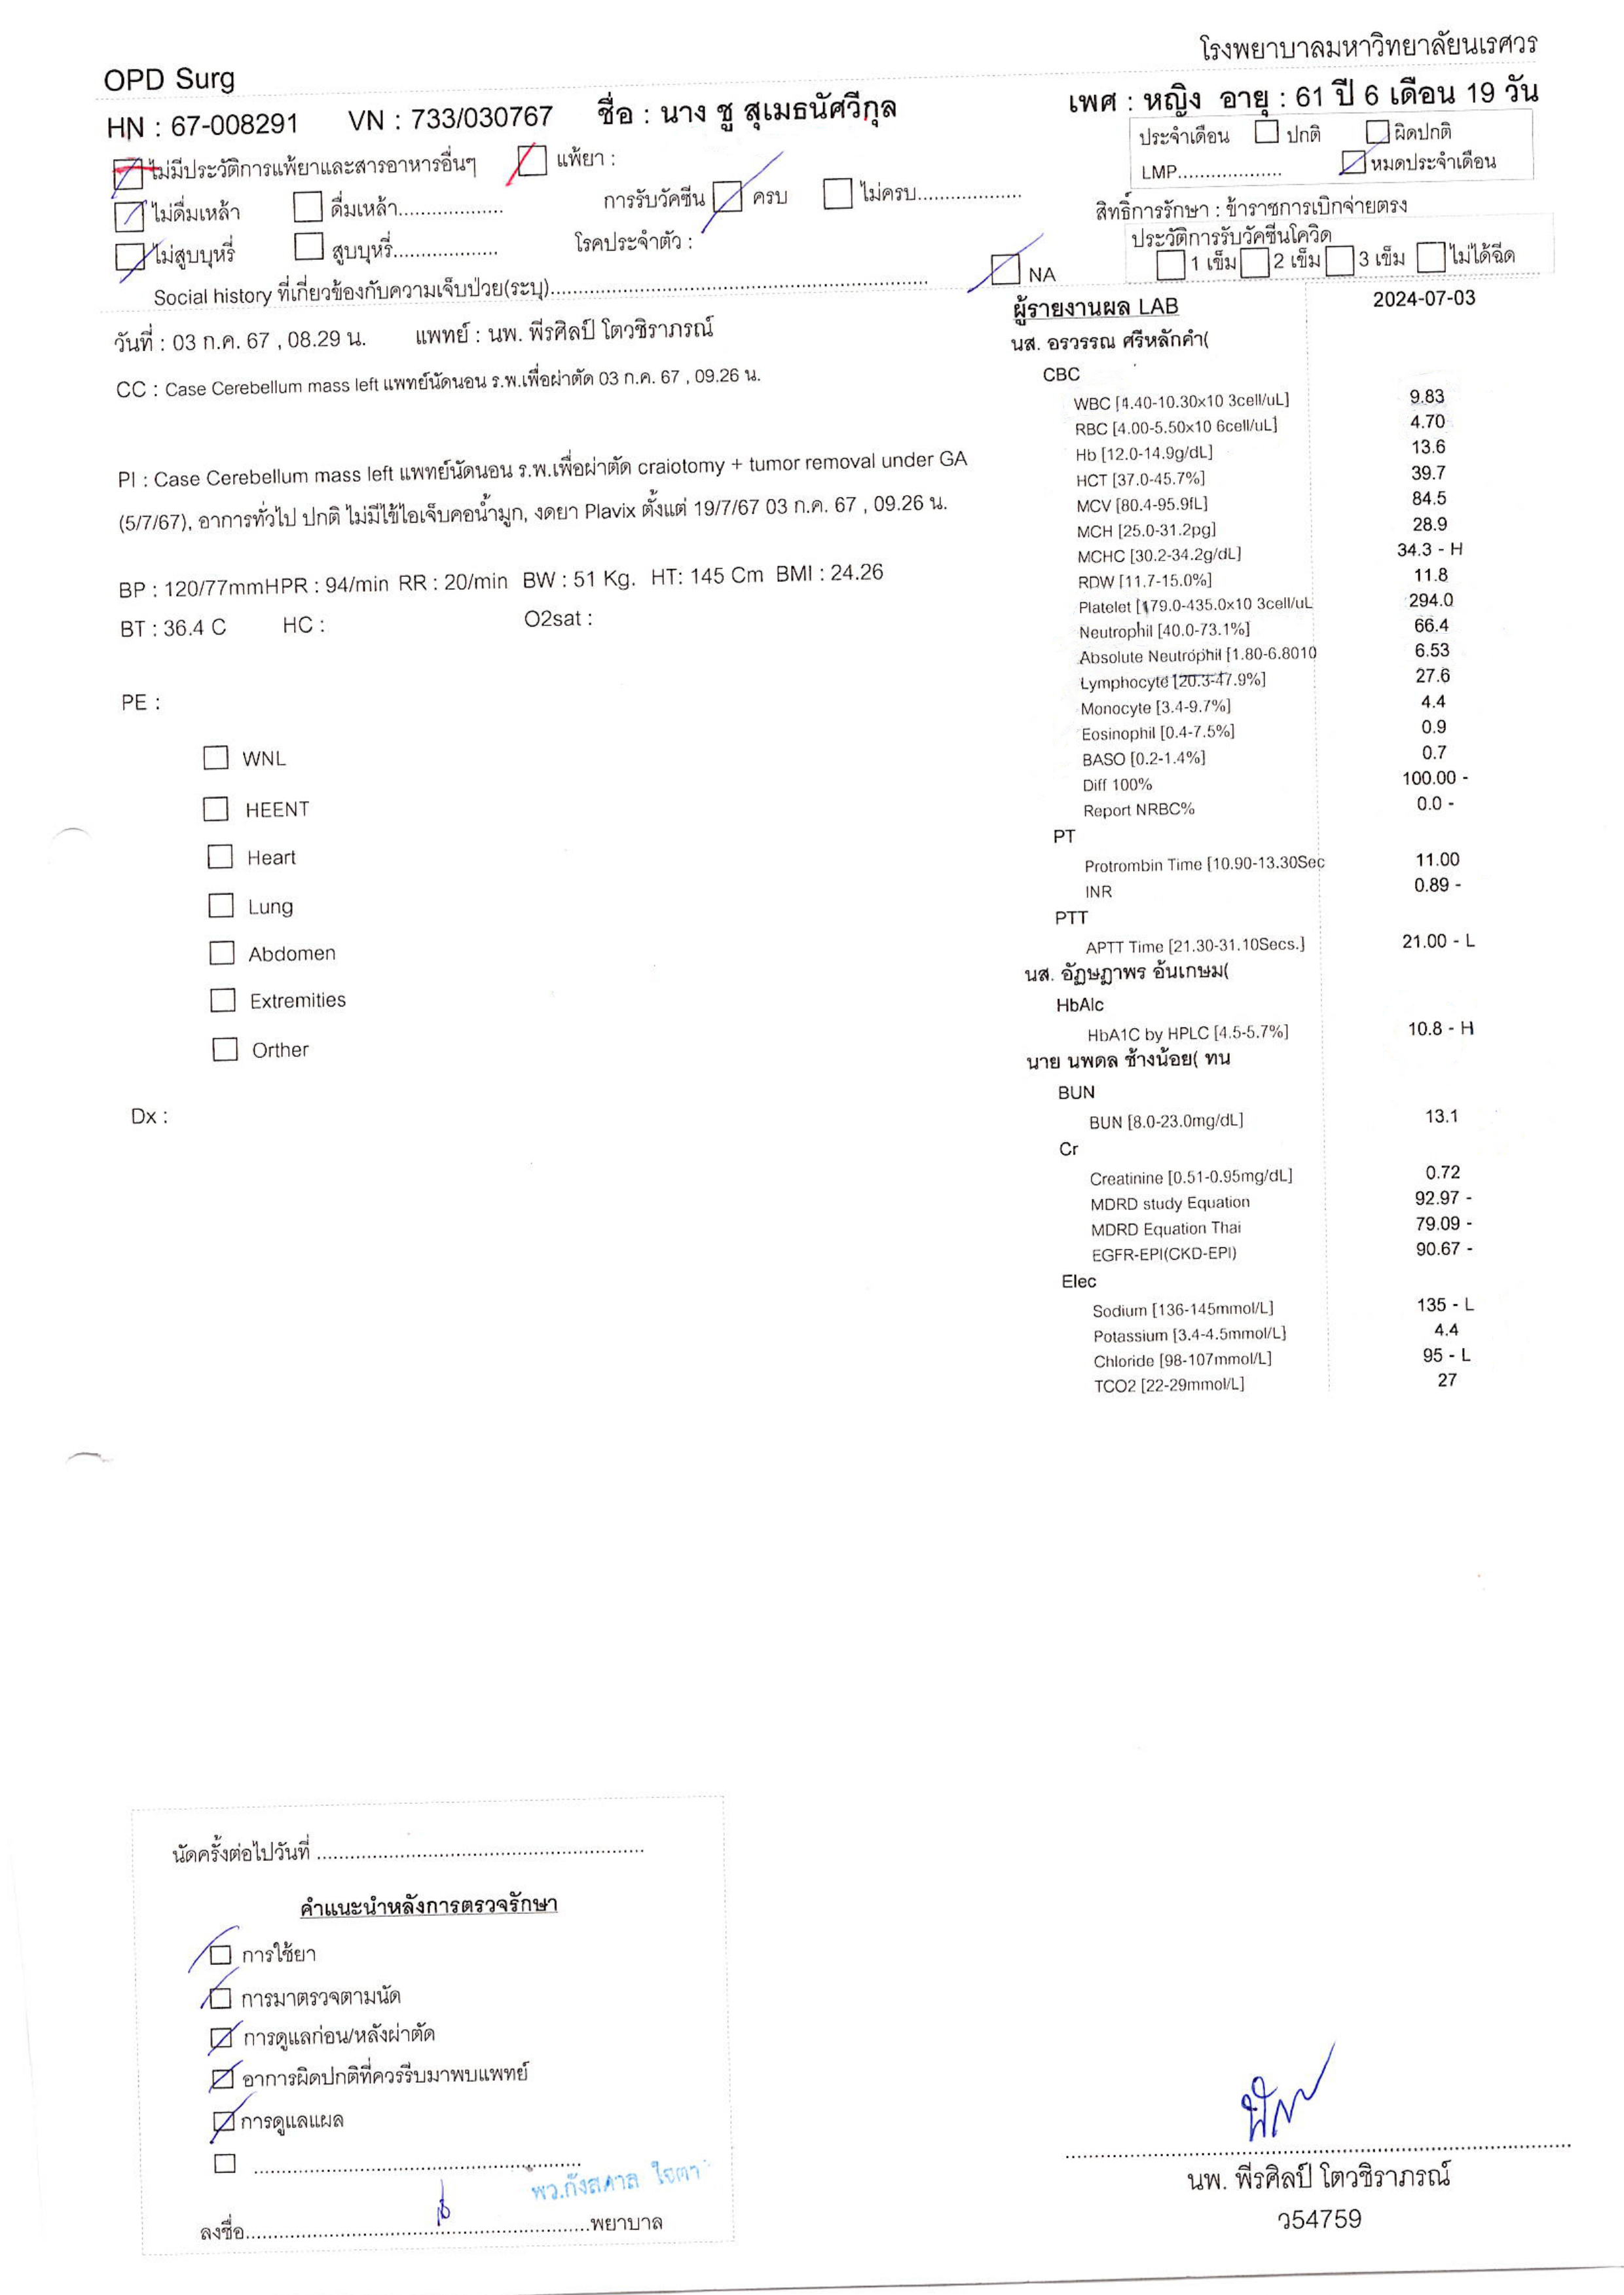 โรงพยาบาลมหาวิทยาลัยนเรศวร
OPD Surg
HN : 67-008291 VN : 733/030767 ชื่อ : นาง ชู สุเมธนัศวีกุล เพศ : หญิง อายุ : 61 ปี 6 เดือน 19 วัน
ไม่มีประวัติการแพ้ยาและสารอาหารอื่นๆ แพ้ยา :
ประจำเดือน ปกติ ผิดปกติ
LMP................... หมดประจำเดือน
ไม่ดื่มเหล้า ดื่มเหล้า................... การรับวัคซีน ครบ ไม่ครบ...................
สิทธิ์การรักษา : ข้าราชการเบิกจ่ายตรง
ไม่สูบบุหรี่ สูบบุหรี่................... โรคประจำตัว :
ประวัติการรับวัคซีนโควิด
1 เข็ม 2 เข็ม 3 เข็ม ไม่ได้ฉีด
Social history ที่เกี่ยวข้องกับความเจ็บป่วย(ระบุ)................... NA
วันที่ : 03 ก.ค. 67 , 08.29 น. แพทย์ : นพ. พีรศิลป์ โตวชิราภรณ์
CC : Case Cerebellum mass left แพทย์นัดนอน ร.พ.เพื่อผ่าตัด 03 ก.ค. 67 , 09.26 น.
PI : Case Cerebellum mass left แพทย์นัดนอน ร.พ.เพื่อผ่าตัด craiotomy + tumor removal under GA
(5/7/67), อาการทั่วไป ปกติ ไม่มีไข้ไอเจ็บคอน้ำมูก, งดยา Plavix ตั้งแต่ 19/7/67 03 ก.ค. 67 , 09.26 น.
BP : 120/77mmHPR : 94/min RR : 20/min BW : 51 Kg. HT: 145 Cm BMI : 24.26
BT : 36.4 C HC : O2sat :
PE :
WNL
HEENT
Heart
Lung
Abdomen
Extremities
Orther
Dx :
ผู้รายงานผล LAB 2024-07-03
นส. อรวรรณ ศรีหลักคำ(
CBC
WBC [4.40-10.30x10 3cell/uL] 9.83
RBC [4.00-5.50x10 6cell/uL] 4.70
Hb [12.0-14.9g/dL] 13.6
HCT [37.0-45.7%] 39.7
MCV [80.4-95.9fL] 84.5
MCH [25.0-31.2pg] 28.9
MCHC [30.2-34.2g/dL] 34.3 - H
RDW [11.7-15.0%] 11.8
Platelet [179.0-435.0x10 3cell/uL 294.0
Neutrophil [40.0-73.1%] 66.4
Absolute Neutrophil [1.80-6.8010 6.53
Lymphocyte [20.3-47.9%] 27.6
Monocyte [3.4-9.7%] 4.4
Eosinophil [0.4-7.5%] 0.9
BASO [0.2-1.4%] 0.7
Diff 100% 100.00 -
Report NRBC% 0.0 -
PT
Protrombin Time [10.90-13.30Sec 11.00
INR 0.89 -
PTT
APTT Time [21.30-31.10Secs.] 21.00 - L
นส. อัฏษฎาพร อ้นเกษม(
HbAlc
HbA1C by HPLC [4.5-5.7%] 10.8 - H
นาย นพดล ช้างน้อย( ทน
BUN
BUN [8.0-23.0mg/dL] 13.1
Cr
Creatinine [0.51-0.95mg/dL] 0.72
MDRD study Equation 92.97 -
MDRD Equation Thai 79.09 -
EGFR-EPI(CKD-EPI) 90.67 -
Elec
Sodium [136-145mmol/L] 135 - L
Potassium [3.4-4.5mmol/L] 4.4
Chloride [98-107mmol/L] 95 - L
TCO2 [22-29mmol/L] 27
นัดครั้งต่อไปวันที่ ...................
คำแนะนำหลังการตรวจรักษา
การใช้ยา
การมาตรวจตามนัด
การดูแลก่อน/หลังผ่าตัด
อาการผิดปกติที่ควรรีบมาพบแพทย์
การดูแลแผล
...................
ลงชื่อ...................พยาบาล
นพ. พีรศิลป์ โตวชิราภรณ์
ว54759